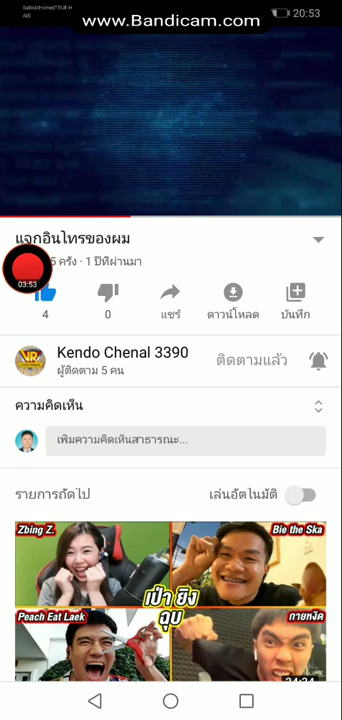 SafeAtHome|TRUE-H
AIS
www.Bandicam.com
20:53
แจกอินโทรของผม
5 ครั้ง · 1 ปีที่ผ่านมา
03:53
4
0
แชร์
ดาวน์โหลด
บันทึก
Kendo Chenal 3390
ผู้ติดตาม 5 คน
ติดตามแล้ว
ความคิดเห็น
เพิ่มความคิดเห็นสาธารณะ...
รายการถัดไป
เล่นอัตโนมัติ
Zbing Z.
Bie the Ska
เป่า ยิง
ฉุบ
Peach Eat Laek
กายหงิด
24:24